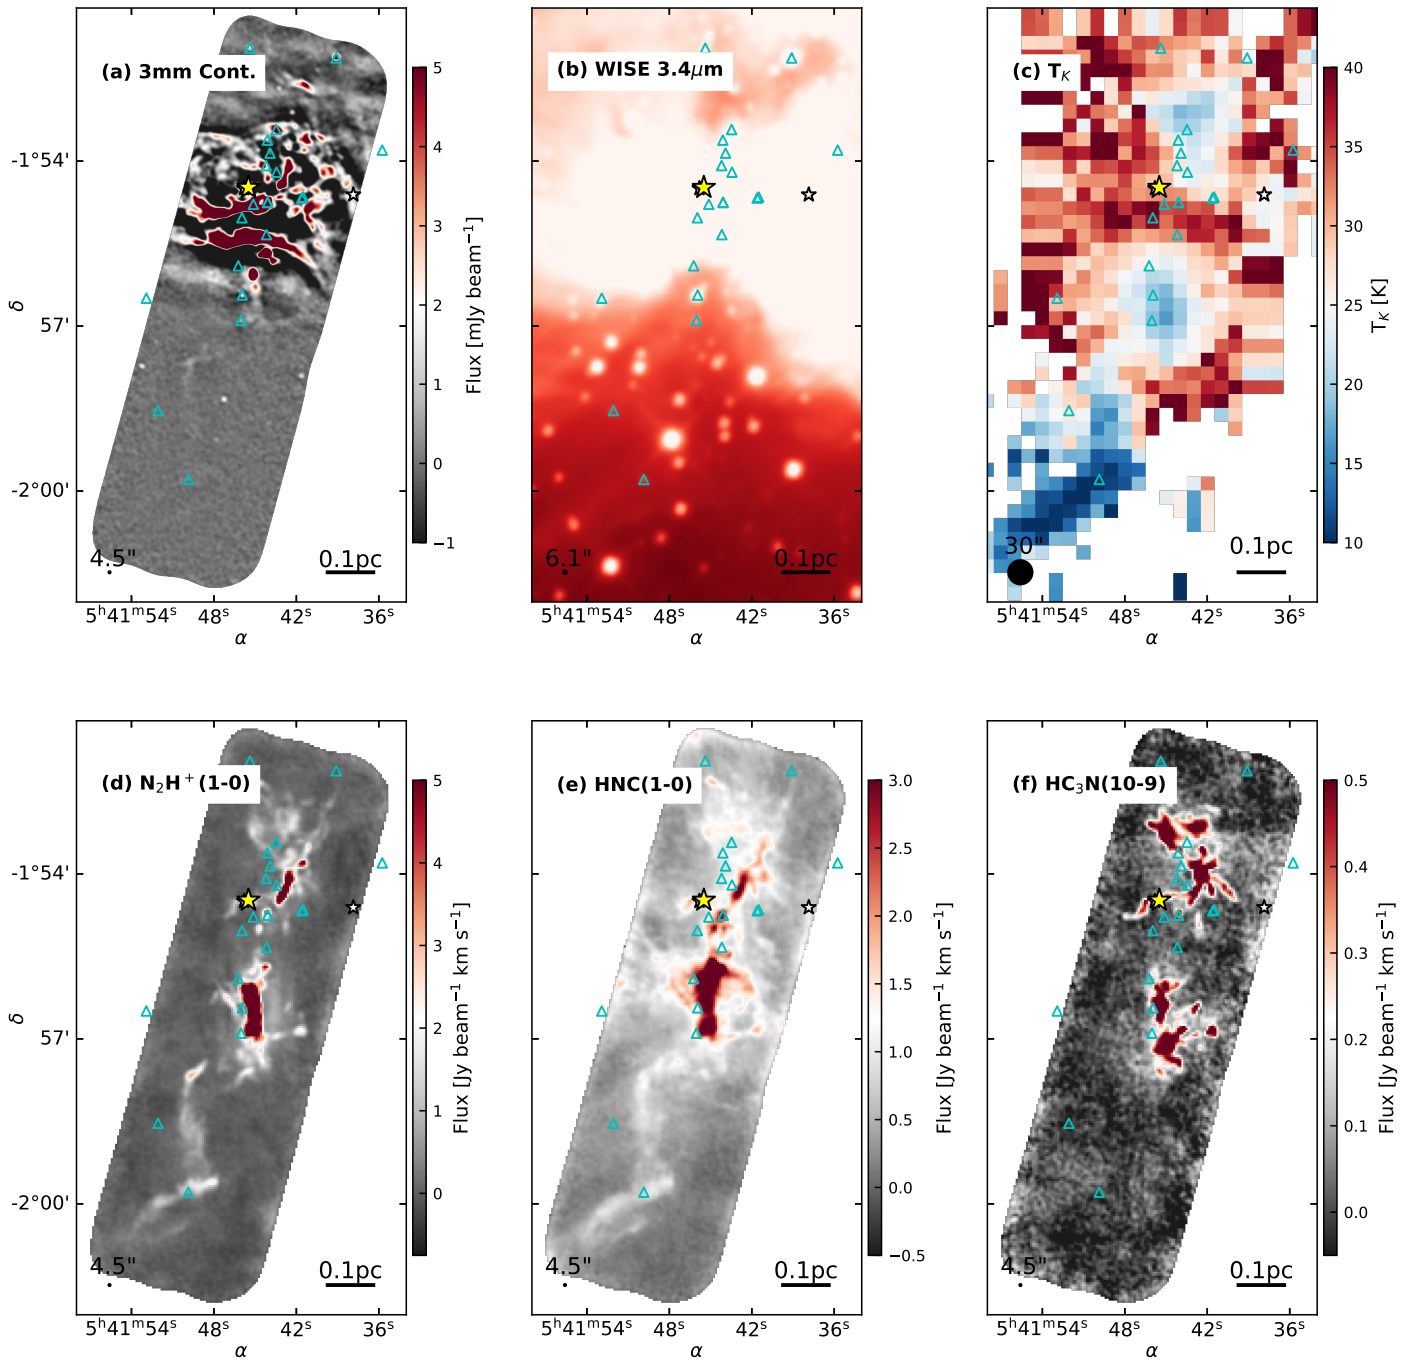 (a) 3mm Cont.
-1°54'
57'
-2°00'
δ
4.5"
0.1pc
5ʰ41ᵐ54ˢ
48ˢ
42ˢ
36ˢ
α
5
4
3
2
1
0
−1
Flux [mJy beam⁻¹]
(b) WISE 3.4μm
6.1"
0.1pc
5ʰ41ᵐ54ˢ
48ˢ
42ˢ
36ˢ
α
(c) T_K
30"
0.1pc
5ʰ41ᵐ54ˢ
48ˢ
42ˢ
36ˢ
α
40
35
30
25
20
15
10
T_K [K]
(d) N₂H⁺(1-0)
-1°54'
57'
-2°00'
δ
4.5"
0.1pc
5ʰ41ᵐ54ˢ
48ˢ
42ˢ
36ˢ
α
5
4
3
2
1
0
Flux [Jy beam⁻¹ km s⁻¹]
(e) HNC(1-0)
4.5"
0.1pc
5ʰ41ᵐ54ˢ
48ˢ
42ˢ
36ˢ
α
3.0
2.5
2.0
1.5
1.0
0.5
0.0
−0.5
Flux [Jy beam⁻¹ km s⁻¹]
(f) HC₃N(10-9)
4.5"
0.1pc
5ʰ41ᵐ54ˢ
48ˢ
42ˢ
36ˢ
α
0.5
0.4
0.3
0.2
0.1
0.0
Flux [Jy beam⁻¹ km s⁻¹]